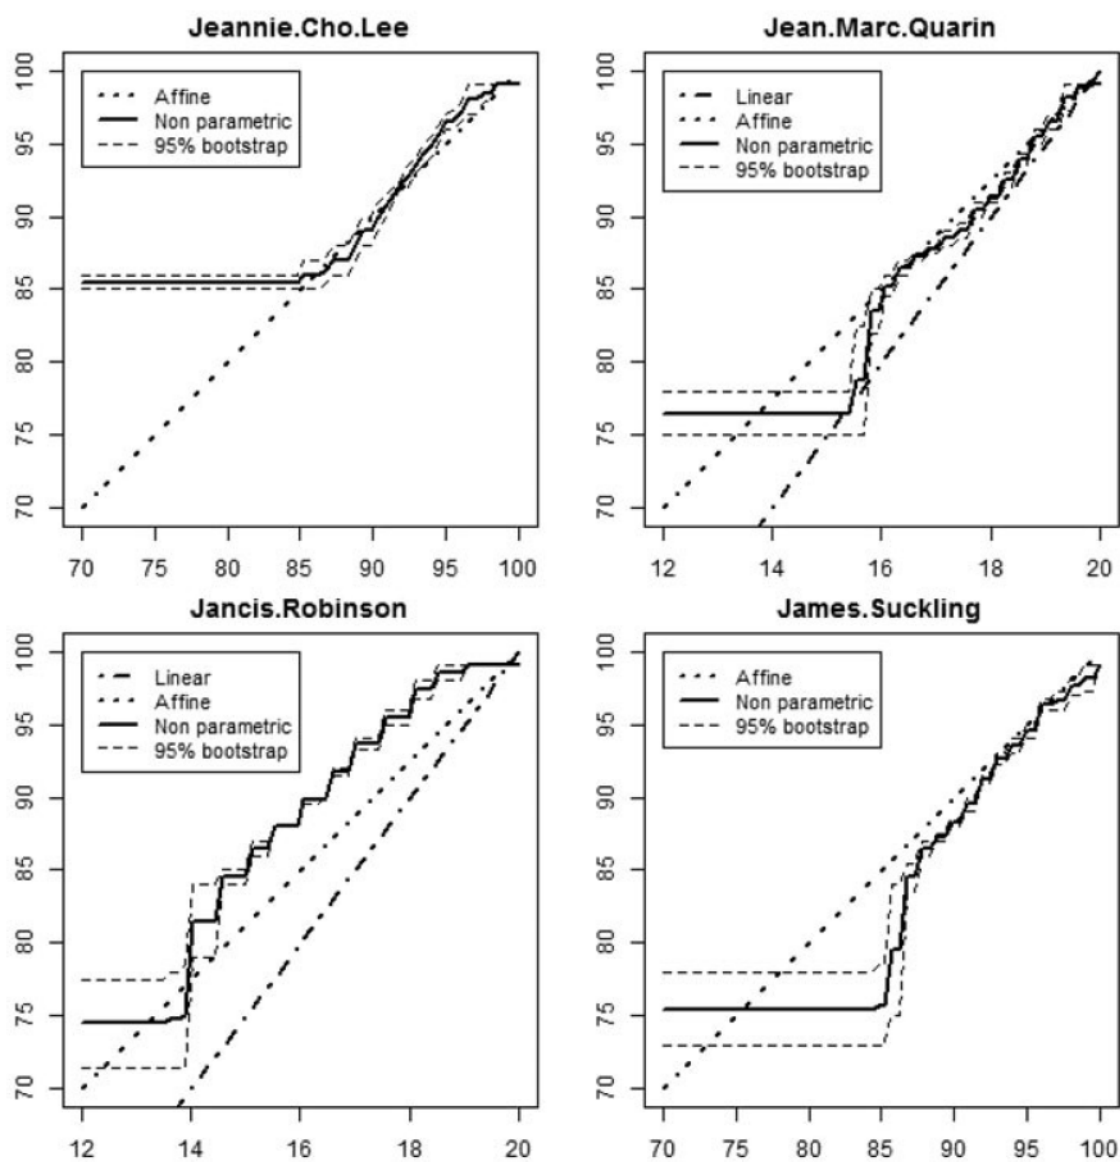 Jeannie.Cho.Lee
Affine
Non parametric
95% bootstrap
100
95
90
85
80
75
70
70 75 80 85 90 95 100
Jean.Marc.Quarin
Linear
Affine
Non parametric
95% bootstrap
100
95
90
85
80
75
70
12 14 16 18 20
Jancis.Robinson
Linear
Affine
Non parametric
95% bootstrap
100
95
90
85
80
75
70
12 14 16 18 20
James.Suckling
Affine
Non parametric
95% bootstrap
100
95
90
85
80
75
70
70 75 80 85 90 95 100